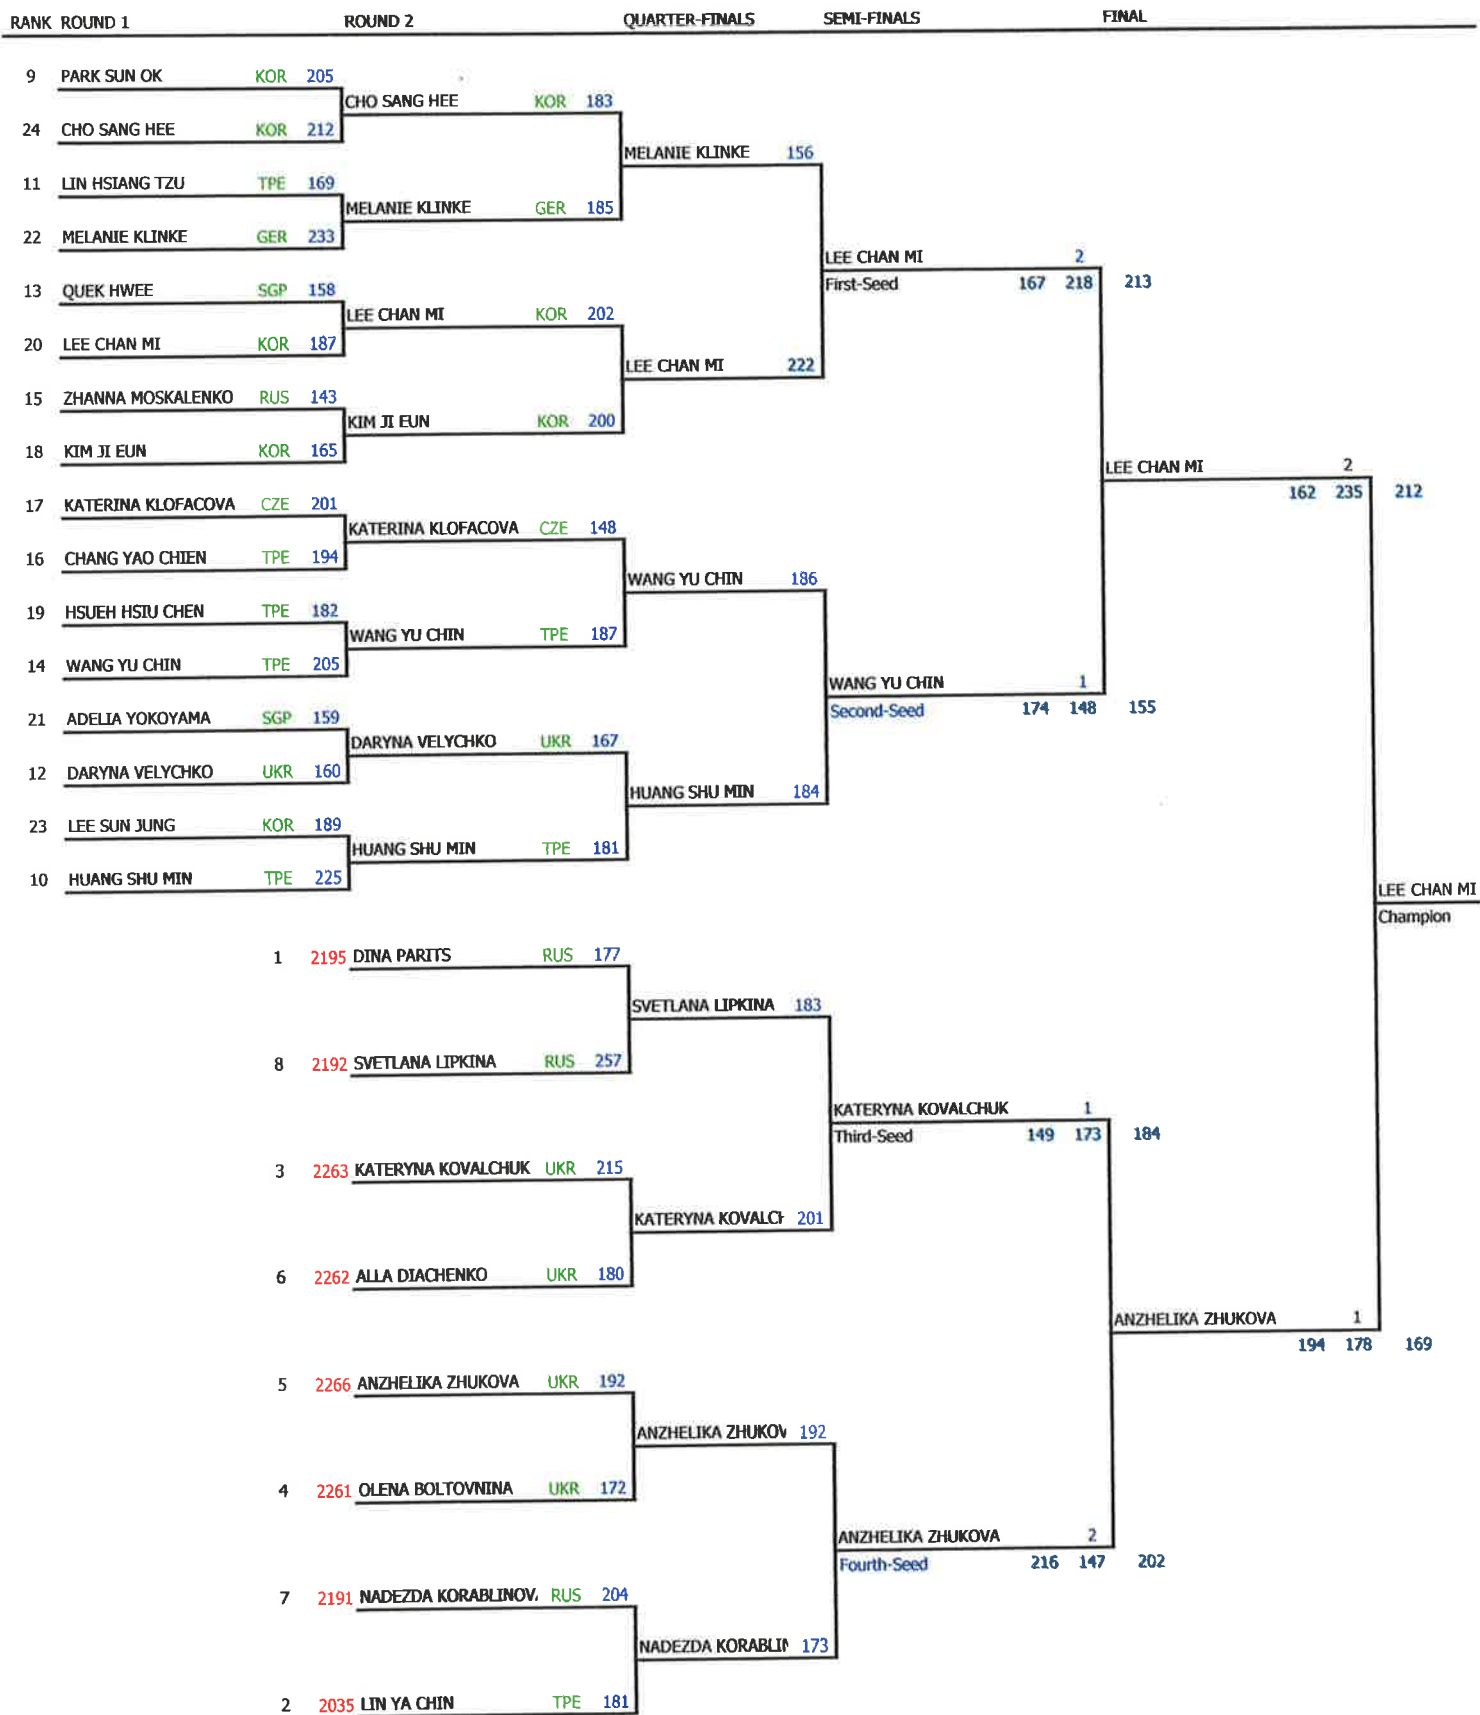 RANK ROUND 1 ROUND 2 QUARTER-FINALS SEMI-FINALS FINAL
9 PARK SUN OK KOR 205
CHO SANG HEE KOR 183
24 CHO SANG HEE KOR 212
MELANIE KLINKE 156
11 LIN HSIANG TZU TPE 169
MELANIE KLINKE GER 185
22 MELANIE KLINKE GER 233
LEE CHAN MI 2
First-Seed 167 218 213
13 QUEK HWEE SGP 158
LEE CHAN MI KOR 202
20 LEE CHAN MI KOR 187
LEE CHAN MI 222
15 ZHANNA MOSKALENKO RUS 143
KIM JI EUN KOR 200
18 KIM JI EUN KOR 165
LEE CHAN MI 2
162 235 212
17 KATERINA KLOFACOVA CZE 201
KATERINA KLOFACOVA CZE 148
16 CHANG YAO CHIEN TPE 194
WANG YU CHIN 186
19 HSUEH HSIU CHEN TPE 182
WANG YU CHIN TPE 187
14 WANG YU CHIN TPE 205
WANG YU CHIN 1
Second-Seed 174 148 155
21 ADELIA YOKOYAMA SGP 159
DARYNA VELYCHKO UKR 167
12 DARYNA VELYCHKO UKR 160
HUANG SHU MIN 184
23 LEE SUN JUNG KOR 189
HUANG SHU MIN TPE 181
10 HUANG SHU MIN TPE 225
LEE CHAN MI
Champion
1 2195 DINA PARITS RUS 177
SVETLANA LIPKINA 183
8 2192 SVETLANA LIPKINA RUS 257
KATERYNA KOVALCHUK 1
Third-Seed 149 173 184
3 2263 KATERYNA KOVALCHUK UKR 215
KATERYNA KOVALCH 201
6 2262 ALLA DIACHENKO UKR 180
ANZHELIKA ZHUKOVA 1
194 178 169
5 2266 ANZHELIKA ZHUKOVA UKR 192
ANZHELIKA ZHUKOV 192
4 2261 OLENA BOLTOVNINA UKR 172
ANZHELIKA ZHUKOVA 2
Fourth-Seed 216 147 202
7 2191 NADEZDA KORABLINOV RUS 204
NADEZDA KORABLIN 173
2 2035 LIN YA CHIN TPE 181